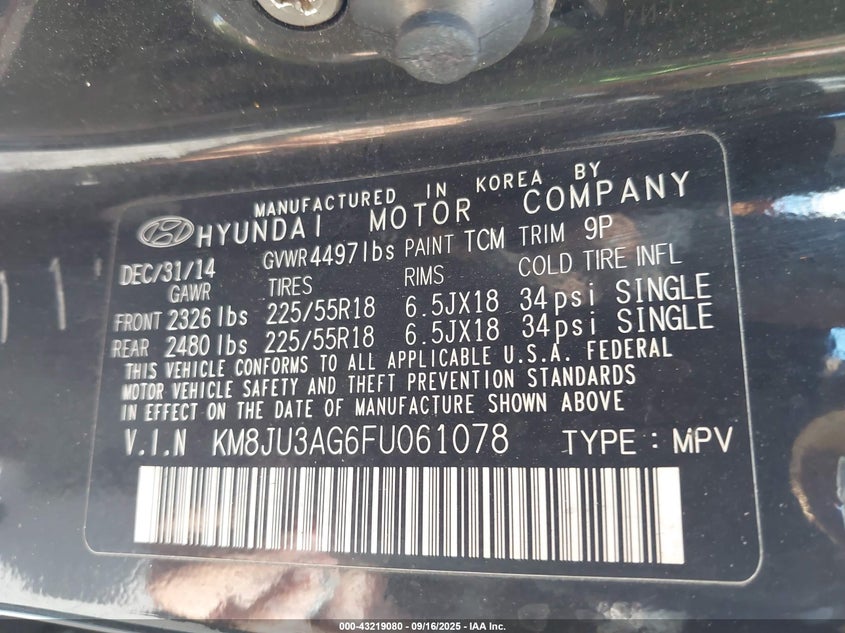 MANUFACTURED IN KOREA BY
HYUNDAI MOTOR COMPANY
DEC/31/14 GVWR 4497lbs PAINT TCM TRIM 9P
GAWR TIRES RIMS COLD TIRE INFL
FRONT 2326 lbs 225/55R18 6.5JX18 34psi SINGLE
REAR 2480 lbs 225/55R18 6.5JX18 34psi SINGLE
THIS VEHICLE CONFORMS TO ALL APPLICABLE U.S.A. FEDERAL
MOTOR VEHICLE SAFETY AND THEFT PREVENTION STANDARDS
IN EFFECT ON THE DATE OF MANUFACTURE SHOWN ABOVE
V.I.N KM8JU3AG6FU061078 TYPE : MPV
000-43219080 - 09/16/2025 - IAA Inc.